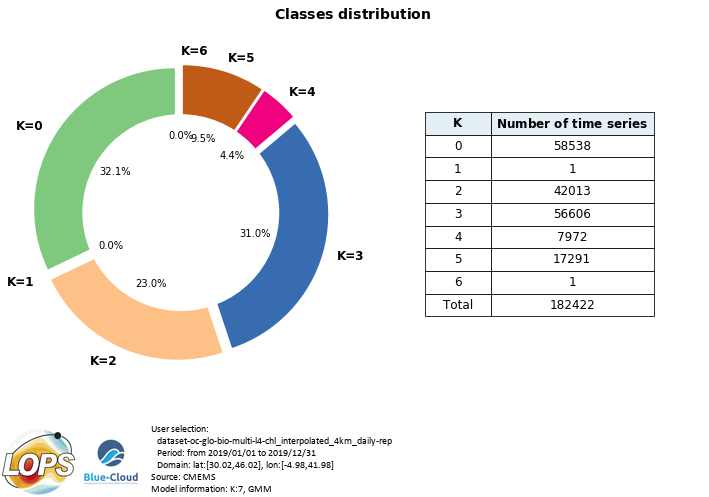 Classes distribution
K=6
K=5
K=4
K=0
0.0%
9.5%
4.4%
32.1%
31.0%
0.0%
K=3
K=1
23.0%
K=2
K Number of time series
0 58538
1 1
2 42013
3 56606
4 7972
5 17291
6 1
Total 182422
LOPS
Blue-Cloud
User selection:
dataset-oc-glo-bio-multi-l4-chl_interpolated_4km_daily-rep
Period: from 2019/01/01 to 2019/12/31
Domain: lat:[30.02,46.02], lon:[-4.98,41.98]
Source: CMEMS
Model information: K:7, GMM